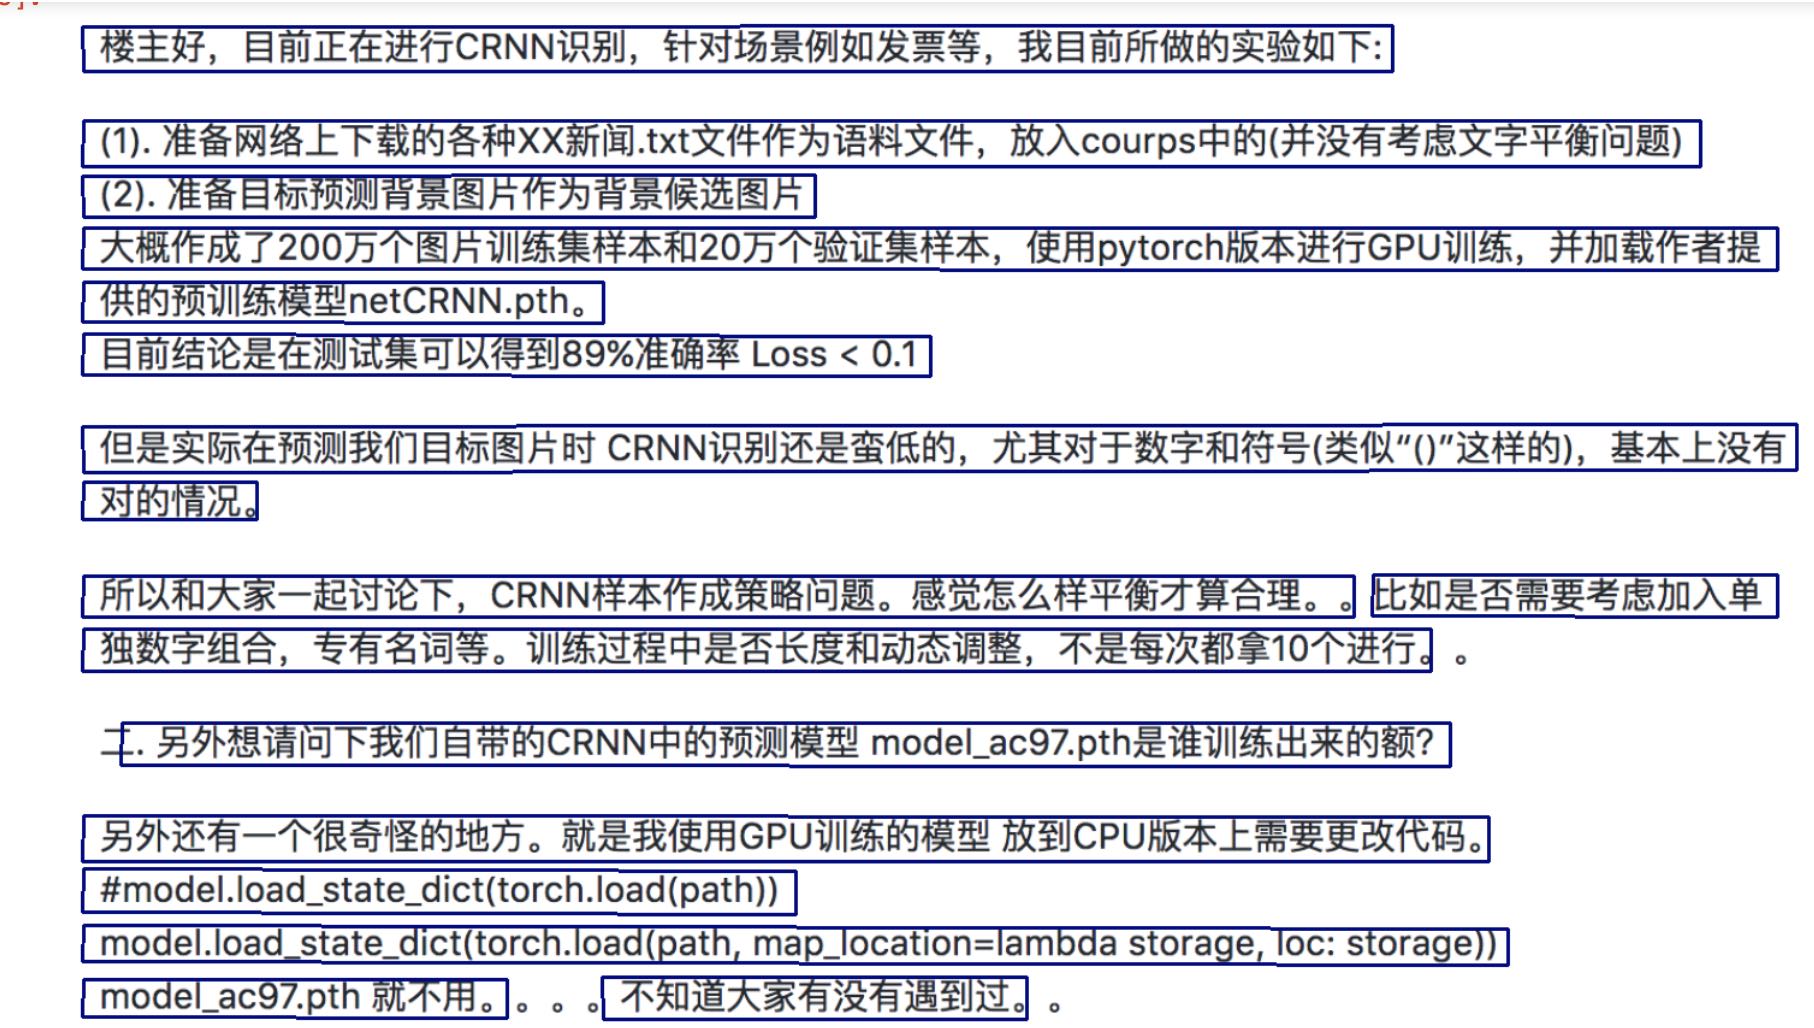 楼主好，目前正在进行CRNN识别，针对场景例如发票等，我目前所做的实验如下:
(1). 准备网络上下载的各种XX新闻.txt文件作为语料文件，放入courps中的(并没有考虑文字平衡问题)
(2). 准备目标预测背景图片作为背景候选图片
大概作成了200万个图片训练集样本和20万个验证集样本，使用pytorch版本进行GPU训练，并加载作者提
供的预训练模型netCRNN.pth。
目前结论是在测试集可以得到89%准确率 Loss < 0.1
但是实际在预测我们目标图片时 CRNN识别还是蛮低的，尤其对于数字和符号(类似“()”这样的)，基本上没有
对的情况。
所以和大家一起讨论下，CRNN样本作成策略问题。感觉怎么样平衡才算合理。。比如是否需要考虑加入单
独数字组合，专有名词等。训练过程中是否长度和动态调整，不是每次都拿10个进行。。
二. 另外想请问下我们自带的CRNN中的预测模型 model_ac97.pth是谁训练出来的额?
另外还有一个很奇怪的地方。就是我使用GPU训练的模型 放到CPU版本上需要更改代码。
#model.load_state_dict(torch.load(path))
model.load_state_dict(torch.load(path, map_location=lambda storage, loc: storage))
model_ac97.pth 就不用。。。。不知道大家有没有遇到过。。